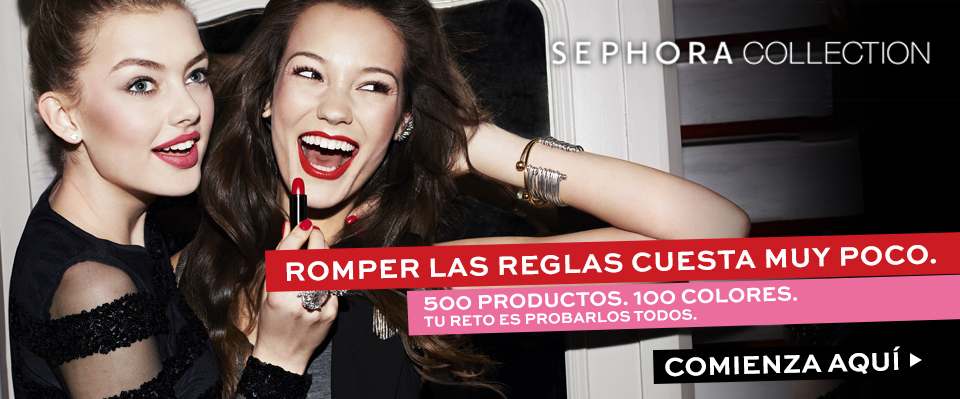 SEPHORA COLLECTION
ROMPER LAS REGLAS CUESTA MUY POCO.
500 PRODUCTOS. 100 COLORES.
TU RETO ES PROBARLOS TODOS.
COMIENZA AQUÍ